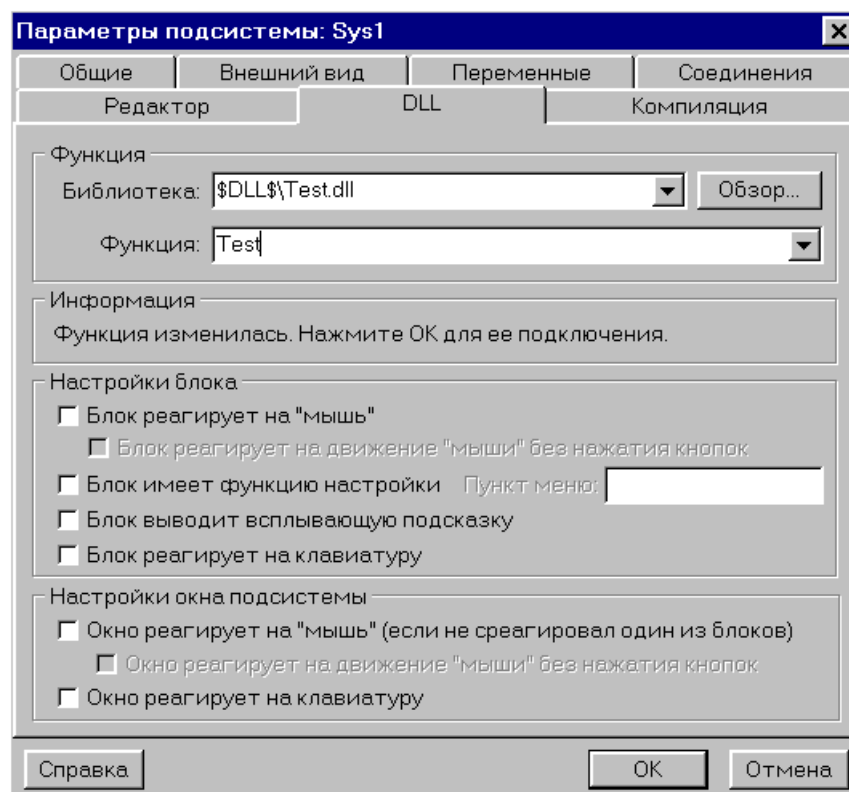 Параметры подсистемы: Sys1
Общие Внешний вид Переменные Соединения
Редактор DLL Компиляция
Функция
Библиотека: $DLL$\Test.dll Обзор...
Функция: Test
Информация
Функция изменилась. Нажмите OK для ее подключения.
Настройки блока
Блок реагирует на "мышь"
Блок реагирует на движение "мыши" без нажатия кнопок
Блок имеет функцию настройки Пункт меню:
Блок выводит всплывающую подсказку
Блок реагирует на клавиатуру
Настройки окна подсистемы
Окно реагирует на "мышь" (если не среагировал один из блоков)
Окно реагирует на движение "мыши" без нажатия кнопок
Окно реагирует на клавиатуру
Справка OK Отмена